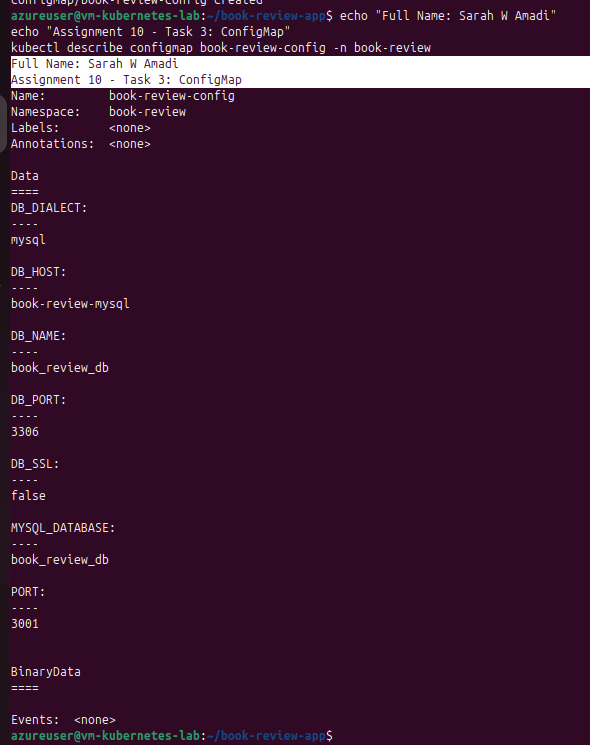 configmap/book-review-config created
azureuser@vm-kubernetes-lab:~/book-review-app$ echo "Full Name: Sarah W Amadi"
echo "Assignment 10 - Task 3: ConfigMap"
kubectl describe configmap book-review-config -n book-review
Full Name: Sarah W Amadi
Assignment 10 - Task 3: ConfigMap
Name:         book-review-config
Namespace:    book-review
Labels:       <none>
Annotations:  <none>

Data
====
DB_DIALECT:
----
mysql

DB_HOST:
----
book-review-mysql

DB_NAME:
----
book_review_db

DB_PORT:
----
3306

DB_SSL:
----
false

MYSQL_DATABASE:
----
book_review_db

PORT:
----
3001


BinaryData
====

Events:  <none>
azureuser@vm-kubernetes-lab:~/book-review-app$